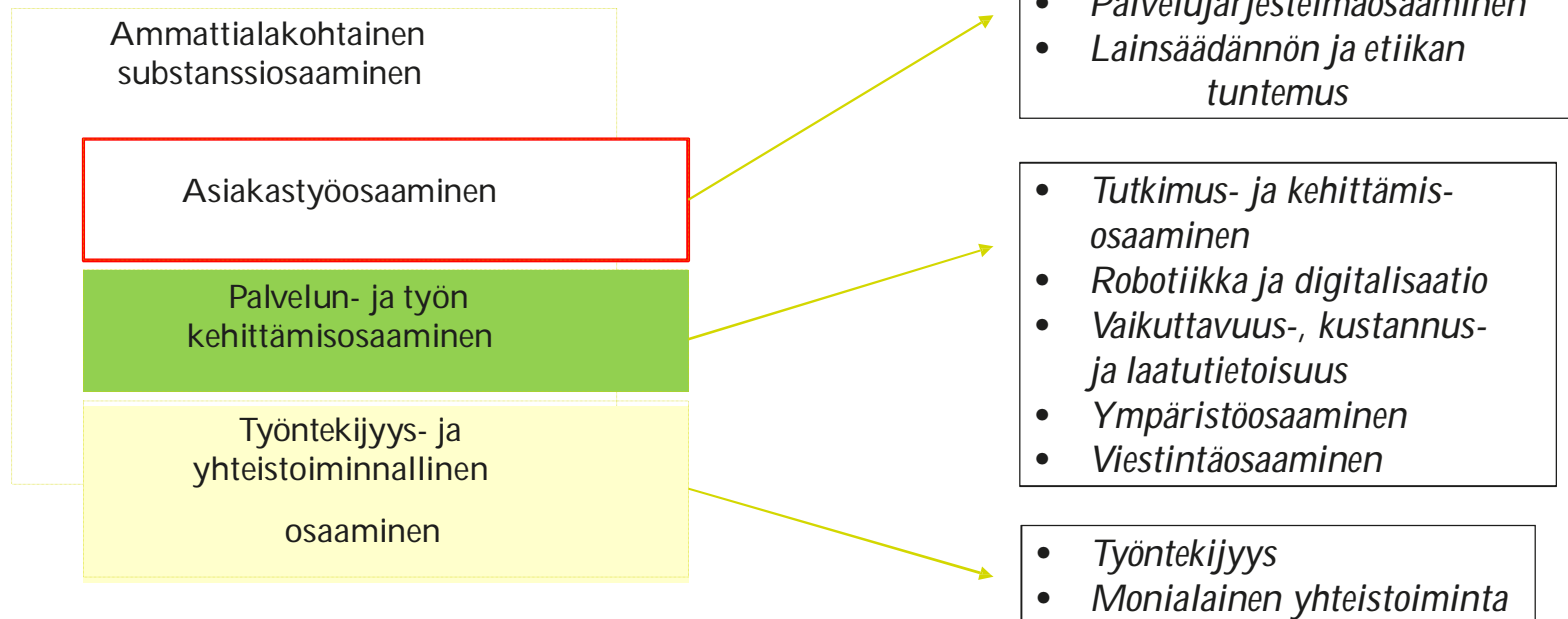 Ammattialakohtainen
substanssiosaaminen
Asiakastyöosaaminen
Palvelun- ja työn
kehittämisosaaminen
Työntekijyys- ja
yhteistoiminnallinen
osaaminen
• Palvelujärjestelmäosaaminen
• Lainsäädännön ja etiikan
tuntemus
• Tutkimus- ja kehittämis-
osaaminen
• Robotiikka ja digitalisaatio
• Vaikuttavuus-, kustannus-
ja laatutietoisuus
• Ympäristöosaaminen
• Viestintäosaaminen
• Työntekijyys
• Monialainen yhteistoiminta